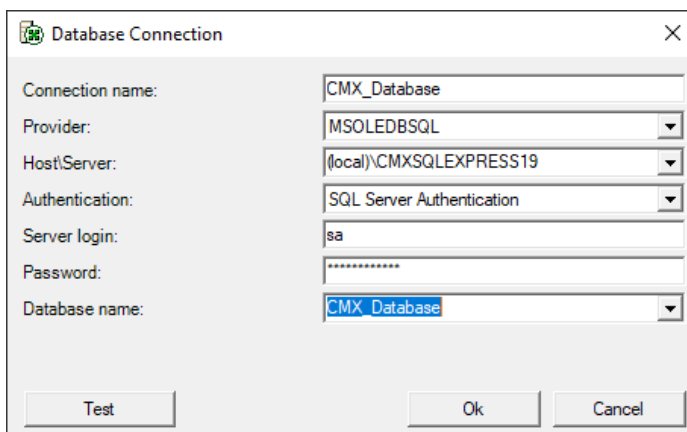 Database Connection
Connection name: CMX_Database
Provider: MSOLEDBSQL
Host\Server: (local)\CMXSQLEXPRESS19
Authentication: SQL Server Authentication
Server login: sa
Password: ************
Database name: CMX_Database
Test Ok Cancel